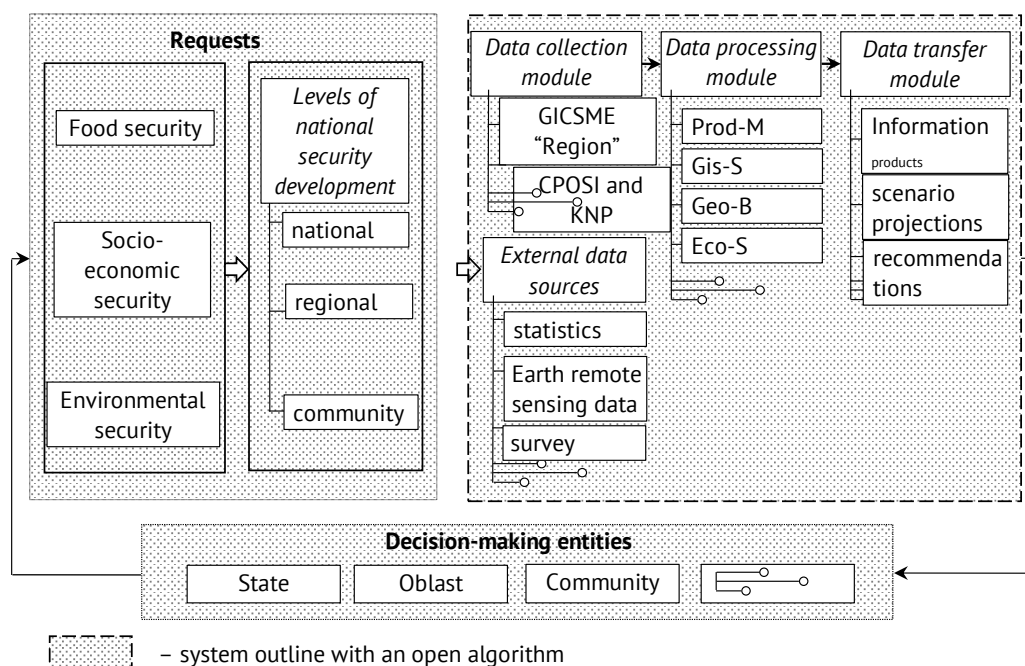 Requests
Food security
Socio-
economic
security
Environmental
security
Levels of
national
security
development
national
regional
community
Data collection
module
GICSME
“Region”
CPOSI and
KNP
External data
sources
statistics
Earth remote
sensing data
survey
Data processing
module
Prod-M
Gis-S
Geo-B
Eco-S
Data transfer
module
Information
products
scenario
projections
recommenda
tions
Decision-making entities
State
Oblast
Community
– system outline with an open algorithm